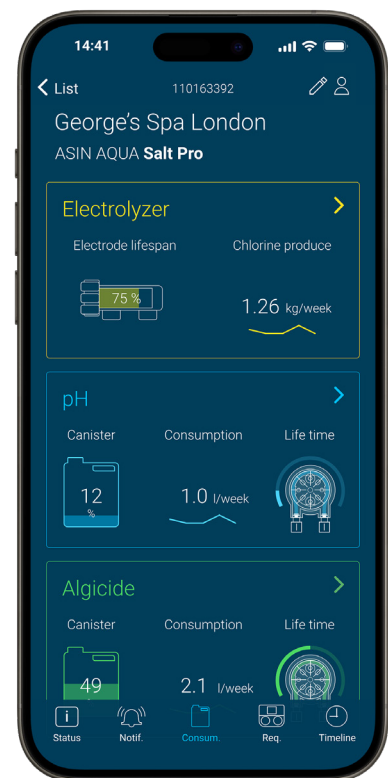 14:41
List 110163392
George's Spa London
ASIN AQUA Salt Pro
Electrolyzer
Electrode lifespan Chlorine produce
75 %
1.26 kg/week
pH
Canister Consumption Life time
12
%
1.0 l/week
Algicide
Canister Consumption Life time
49
2.1 l/week
Status Notif. Consum. Req. Timeline